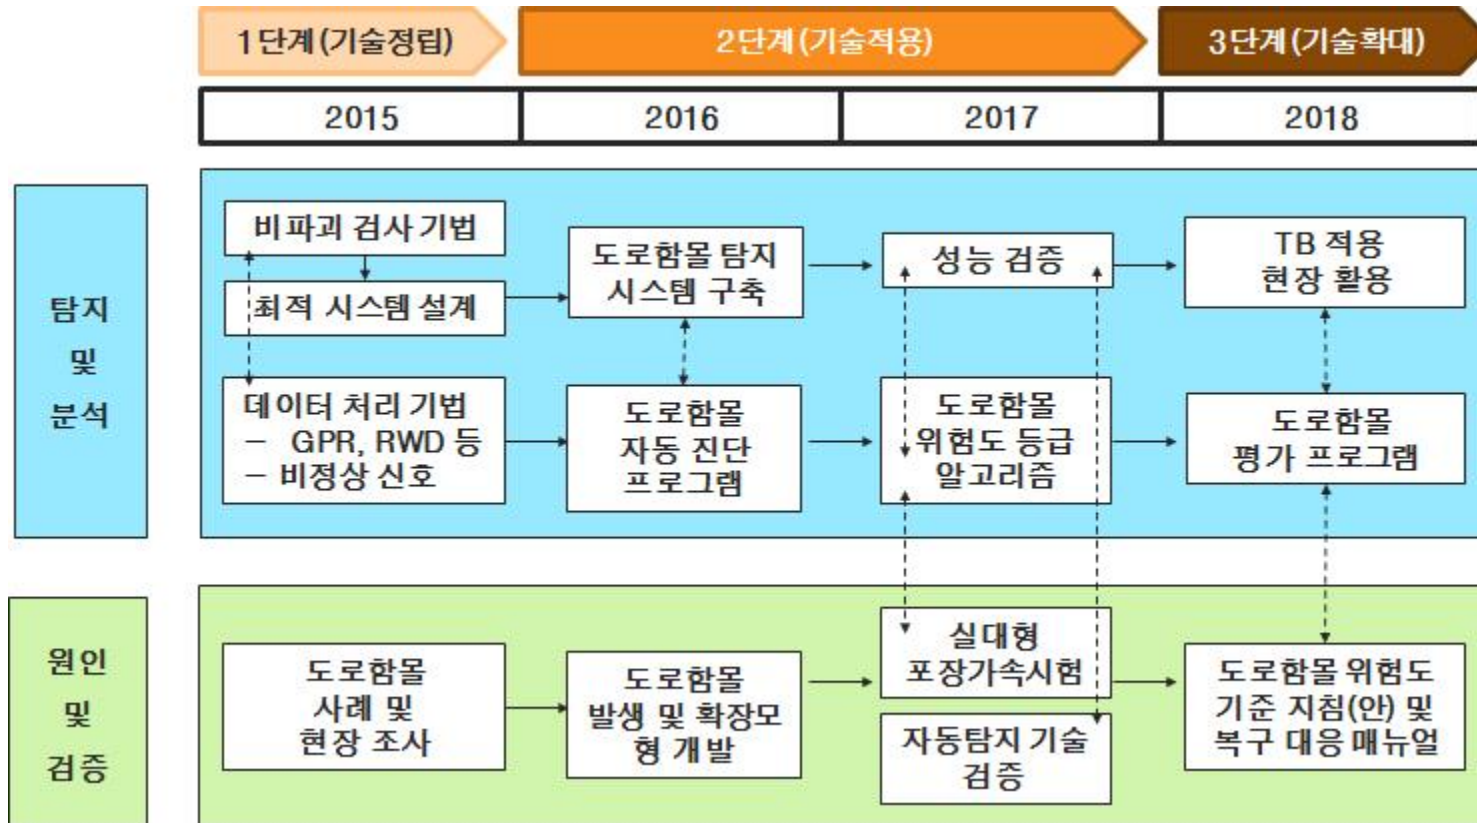 1단계(기술정립)
2단계(기술적용)
3단계(기술확대)
2015
2016
2017
2018
탐지
및
분석
비파괴 검사 기법
최적 시스템 설계
데이터 처리 기법
− GPR, RWD 등
− 비정상 신호
도로함몰 탐지
시스템 구축
도로함몰
자동 진단
프로그램
성능 검증
도로함몰
위험도 등급
알고리즘
TB 적용
현장 활용
도로함몰
평가 프로그램
원인
및
검증
도로함몰
사례 및
현장 조사
도로함몰
발생 및 확장모
형 개발
실대형
포장가속시험
자동탐지 기술
검증
도로함몰 위험도
기준 지침(안) 및
복구 대응 매뉴얼